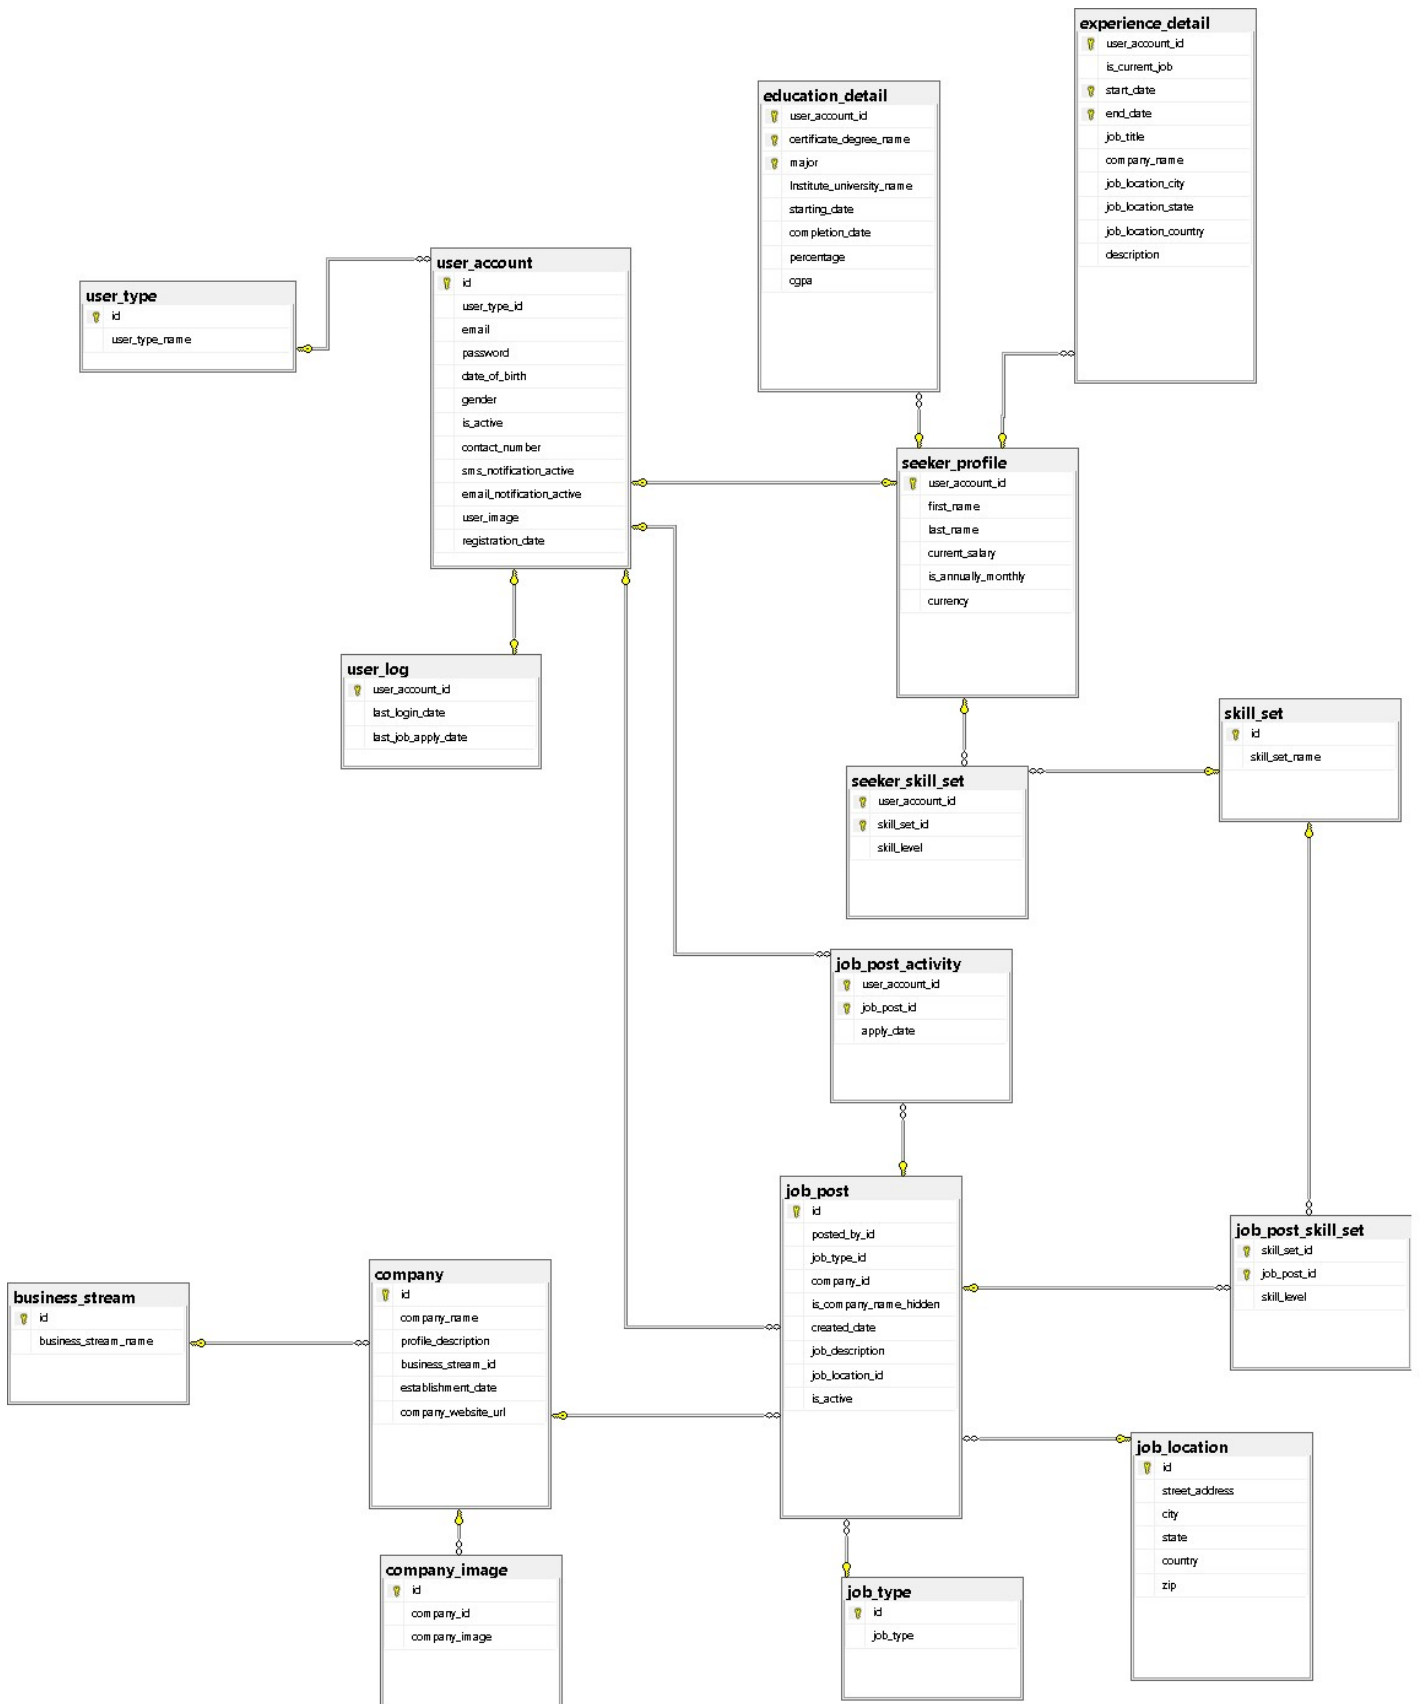 experience_detail
user_account_id
is_current_job
start_date
end_date
job_title
company_name
job_location_city
job_location_state
job_location_country
description
education_detail
user_account_id
certificate_degree_name
major
Institute_university_name
starting_date
completion_date
percentage
cgpa
user_account
id
user_type_id
email
password
date_of_birth
gender
is_active
contact_number
sms_notification_active
email_notification_active
user_image
registration_date
user_type
id
user_type_name
seeker_profile
user_account_id
first_name
last_name
current_salary
is_annually_monthly
currency
user_log
user_account_id
last_login_date
last_job_apply_date
skill_set
id
skill_set_name
seeker_skill_set
user_account_id
skill_set_id
skill_level
job_post_activity
user_account_id
job_post_id
apply_date
job_post
id
posted_by_id
job_type_id
company_id
is_company_name_hidden
created_date
job_description
job_location_id
is_active
job_post_skill_set
skill_set_id
job_post_id
skill_level
company
id
company_name
profile_description
business_stream_id
establishment_date
company_website_url
business_stream
id
business_stream_name
job_location
id
street_address
city
state
country
zip
company_image
id
company_id
company_image
job_type
id
job_type